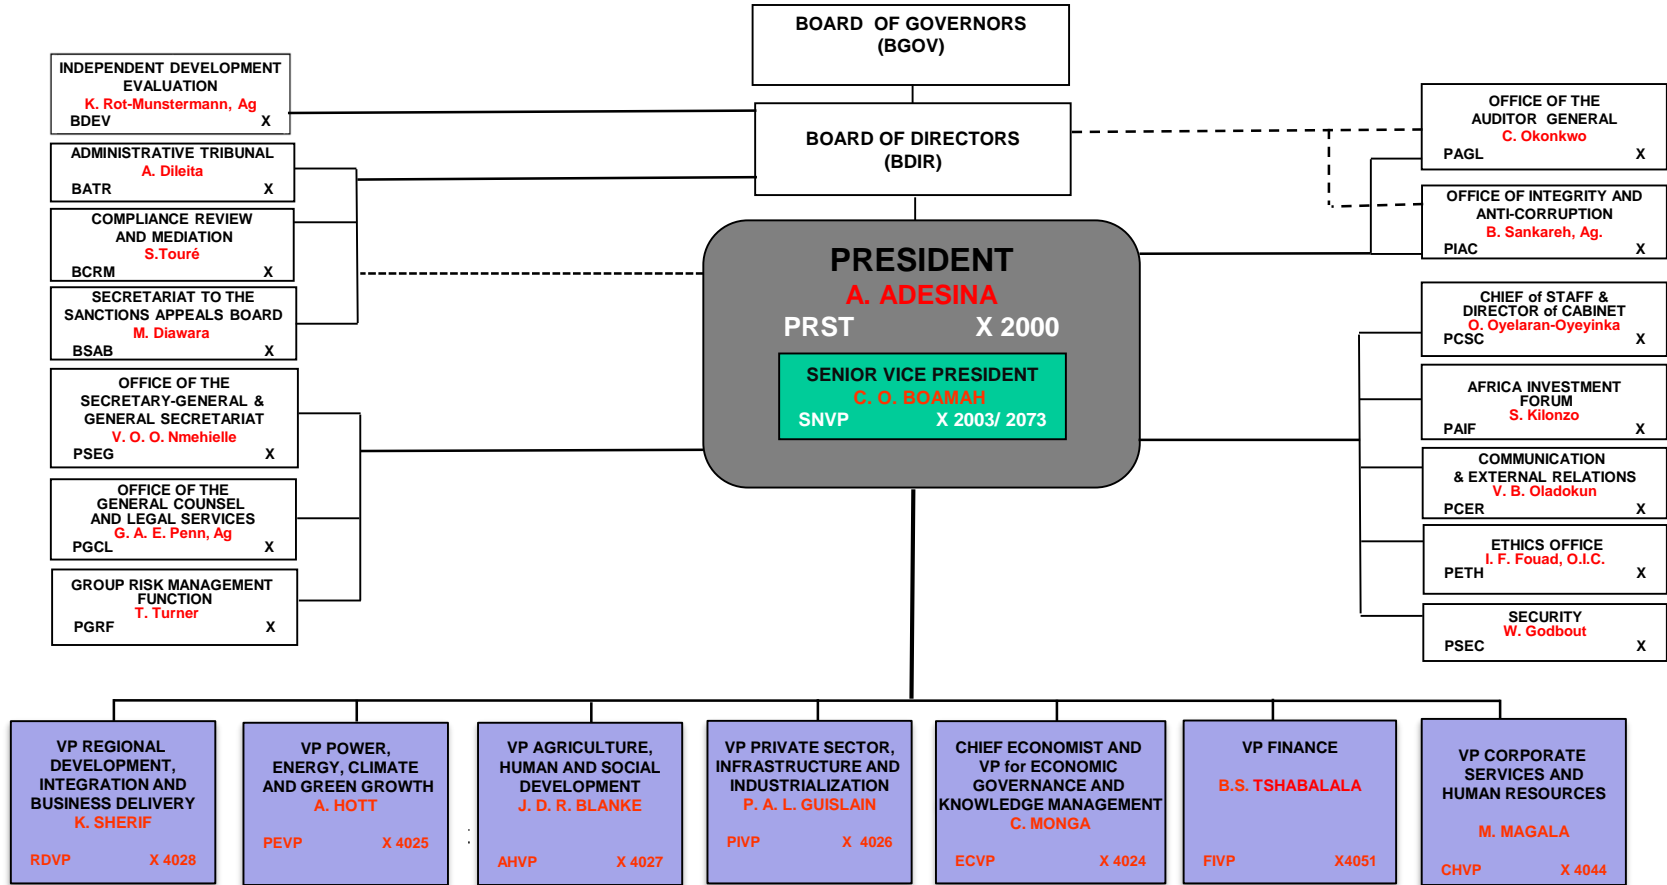 BOARD OF GOVERNORS
(BGOV)
BOARD OF DIRECTORS
(BDIR)
INDEPENDENT DEVELOPMENT
EVALUATION
K. Rot-Munstermann, Ag
BDEV X
ADMINISTRATIVE TRIBUNAL
A. Dileita
BATR X
COMPLIANCE REVIEW
AND MEDIATION
S.Touré
BCRM X
SECRETARIAT TO THE
SANCTIONS APPEALS BOARD
M. Diawara
BSAB X
OFFICE OF THE
SECRETARY-GENERAL &
GENERAL SECRETARIAT
V. O. O. Nmehielle
PSEG X
OFFICE OF THE
GENERAL COUNSEL
AND LEGAL SERVICES
G. A. E. Penn, Ag
PGCL X
GROUP RISK MANAGEMENT
FUNCTION
T. Turner
PGRF X
PRESIDENT
A. ADESINA
PRST X 2000
SENIOR VICE PRESIDENT
C. O. BOAMAH
SNVP X 2003/ 2073
OFFICE OF THE
AUDITOR GENERAL
C. Okonkwo
PAGL X
OFFICE OF INTEGRITY AND
ANTI-CORRUPTION
B. Sankareh, Ag.
PIAC X
CHIEF of STAFF &
DIRECTOR of CABINET
O. Oyelaran-Oyeyinka
PCSC X
AFRICA INVESTMENT
FORUM
S. Kilonzo
PAIF X
COMMUNICATION
& EXTERNAL RELATIONS
V. B. Oladokun
PCER X
ETHICS OFFICE
I. F. Fouad, O.I.C.
PETH X
SECURITY
W. Godbout
PSEC X
VP REGIONAL
DEVELOPMENT,
INTEGRATION AND
BUSINESS DELIVERY
K. SHERIF
RDVP X 4028
VP POWER,
ENERGY, CLIMATE
AND GREEN GROWTH
A. HOTT
PEVP X 4025
:
VP AGRICULTURE,
HUMAN AND SOCIAL
DEVELOPMENT
J. D. R. BLANKE
AHVP X 4027
VP PRIVATE SECTOR,
INFRASTRUCTURE AND
INDUSTRIALIZATION
P. A. L. GUISLAIN
PIVP X 4026
CHIEF ECONOMIST AND
VP for ECONOMIC
GOVERNANCE AND
KNOWLEDGE MANAGEMENT
C. MONGA
ECVP X 4024
VP FINANCE
B.S. TSHABALALA
FIVP X4051
VP CORPORATE
SERVICES AND
HUMAN RESOURCES
M. MAGALA
CHVP X 4044